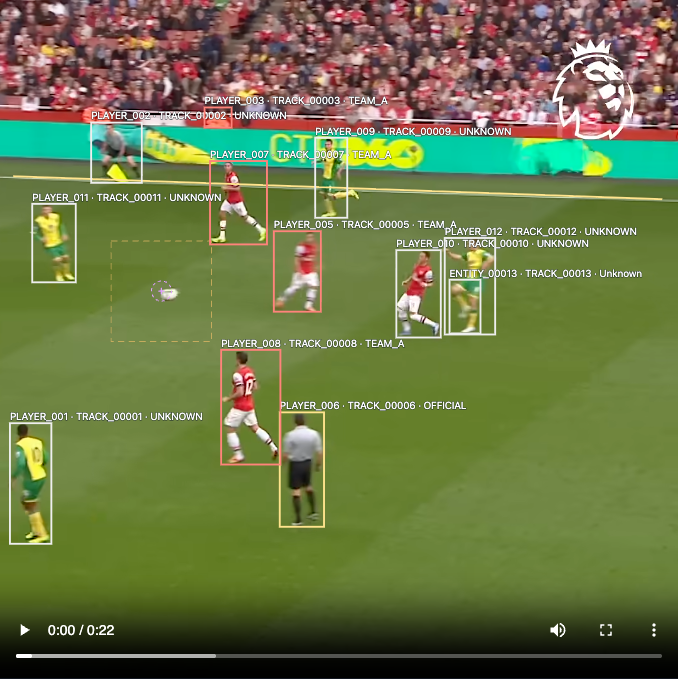 PLAYER_003 · TRACK_00003 · TEAM_A
PLAYER_002 · TRACK_00002 · UNKNOWN
PLAYER_009 · TRACK_00009 · UNKNOWN
PLAYER_007 · TRACK_00007 · TEAM_A
PLAYER_011 · TRACK_00011 · UNKNOWN
PLAYER_005 · TRACK_00005 · TEAM_A
PLAYER_012 · TRACK_00012 · UNKNOWN
PLAYER_010 · TRACK_00010 · UNKNOWN
ENTITY_00013 · TRACK_00013 · Unknown
PLAYER_008 · TRACK_00008 · TEAM_A
PLAYER_006 · TRACK_00006 · OFFICIAL
PLAYER_001 · TRACK_00001 · UNKNOWN
0:00 / 0:22